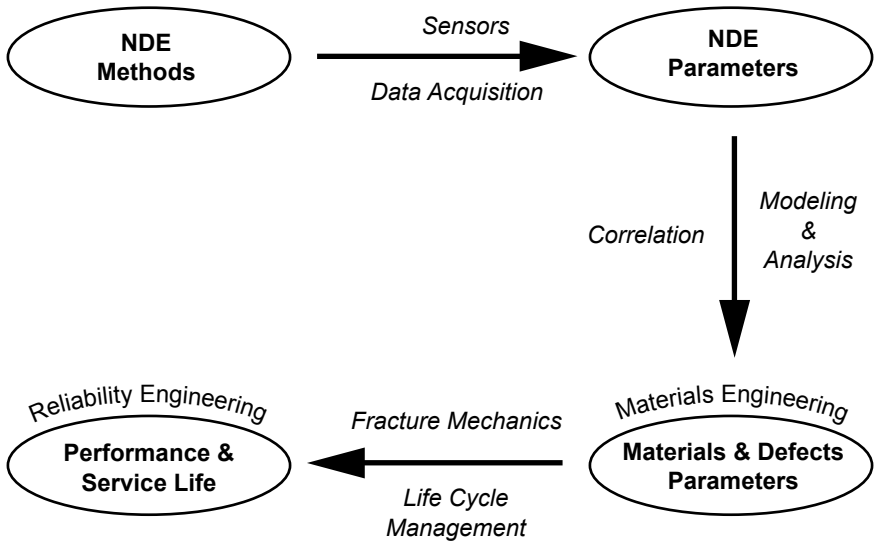 NDE
Methods
Sensors
Data Acquisition
NDE
Parameters
Correlation
Modeling
&
Analysis
Reliability Engineering
Performance &
Service Life
Fracture Mechanics
Life Cycle
Management
Materials Engineering
Materials & Defects
Parameters